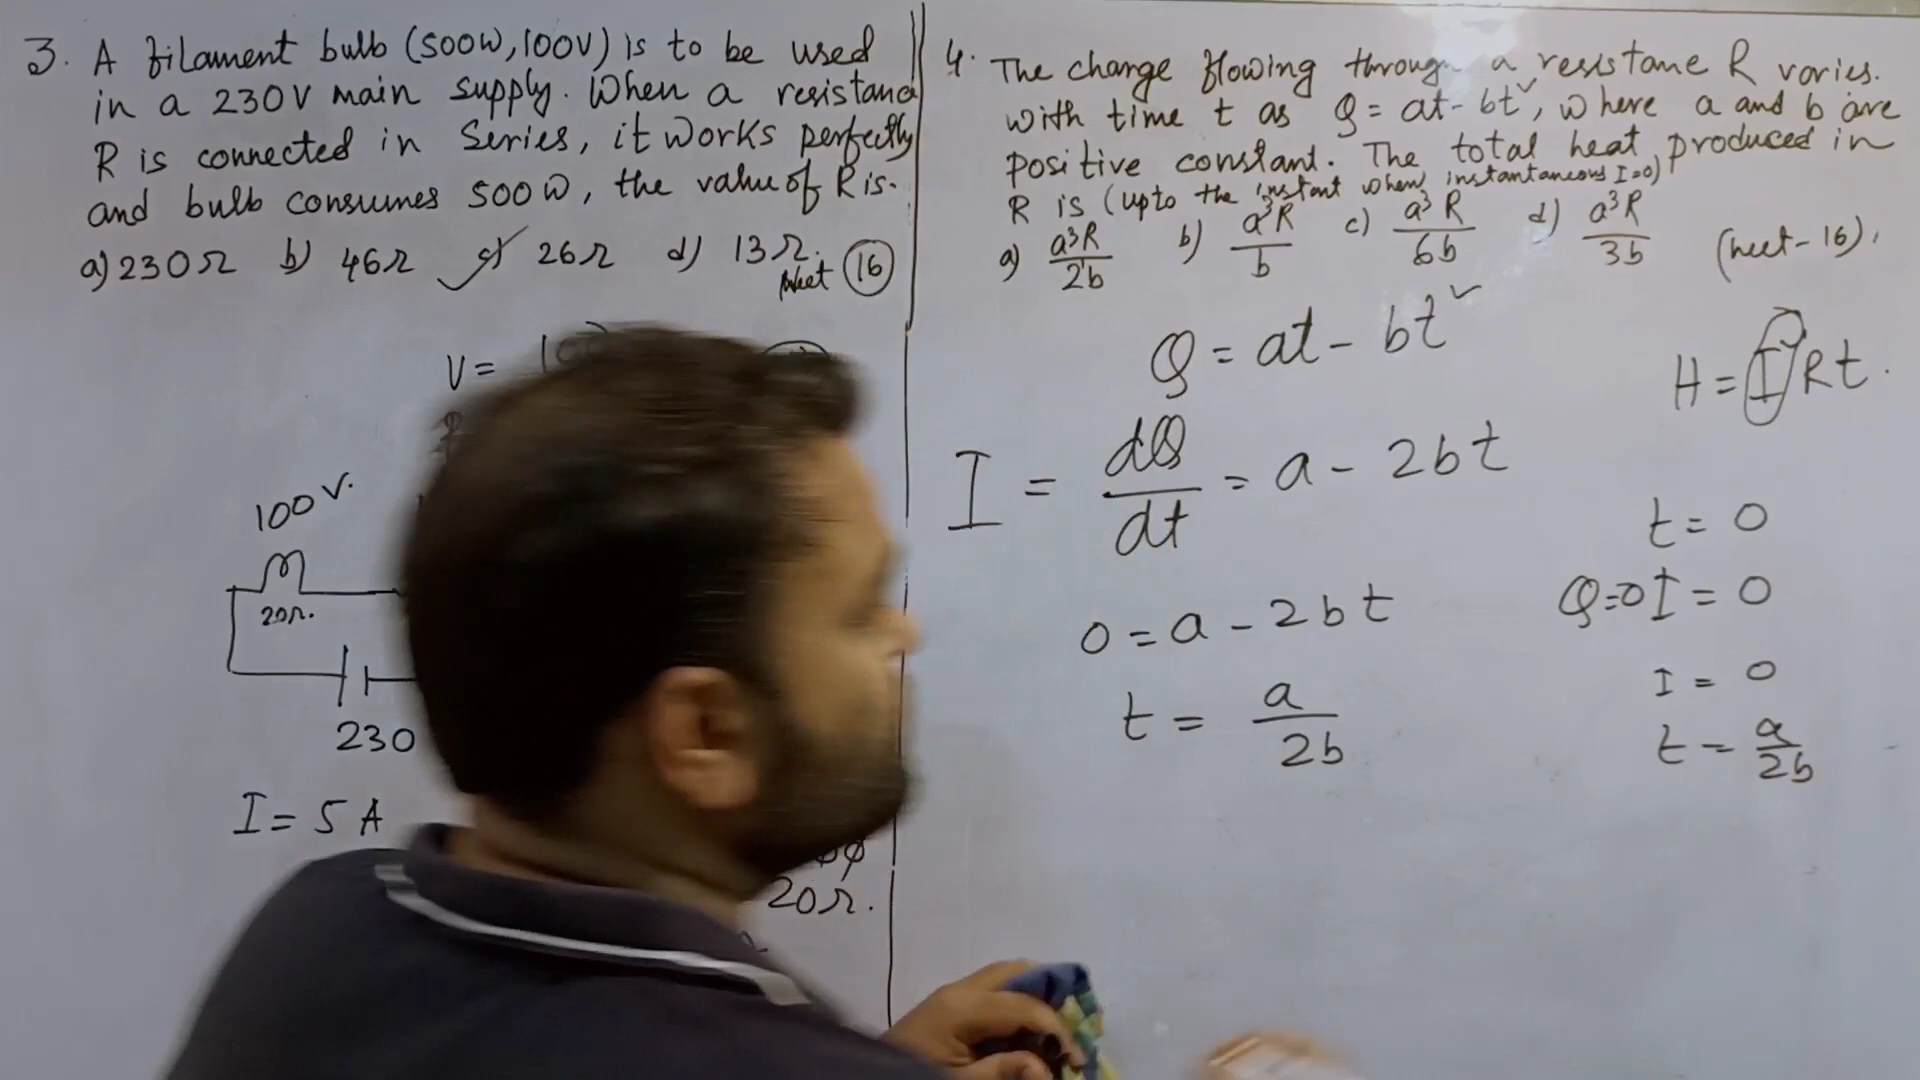 3. A filament bulb (500W, 100V) is to be used
in a 230V main supply. When a resistance
R is connected in series, it works perfectly
and bulb consumes 500W, the value of R is.
a) 230Ω b) 46Ω c) 26Ω d) 13Ω.
Neet 16
V = 100
100 V.
20Ω.
230
I = 5 A
20Ω.
4. The charge flowing through a resistance R varies.
with time t as Q = at - bt², where a and b are
positive constant. The total heat produced in
R is (upto the instant when instantaneous I=0)
a) a³R/2b b) a³R/b c) a³R/6b d) a³R/3b (neet-16),
Q = at - bt²
H = I²Rt.
I = dQ/dt = a - 2bt
t = 0
Q=0 I = 0
0 = a - 2bt
I = 0
t = a/2b
t = a/2b